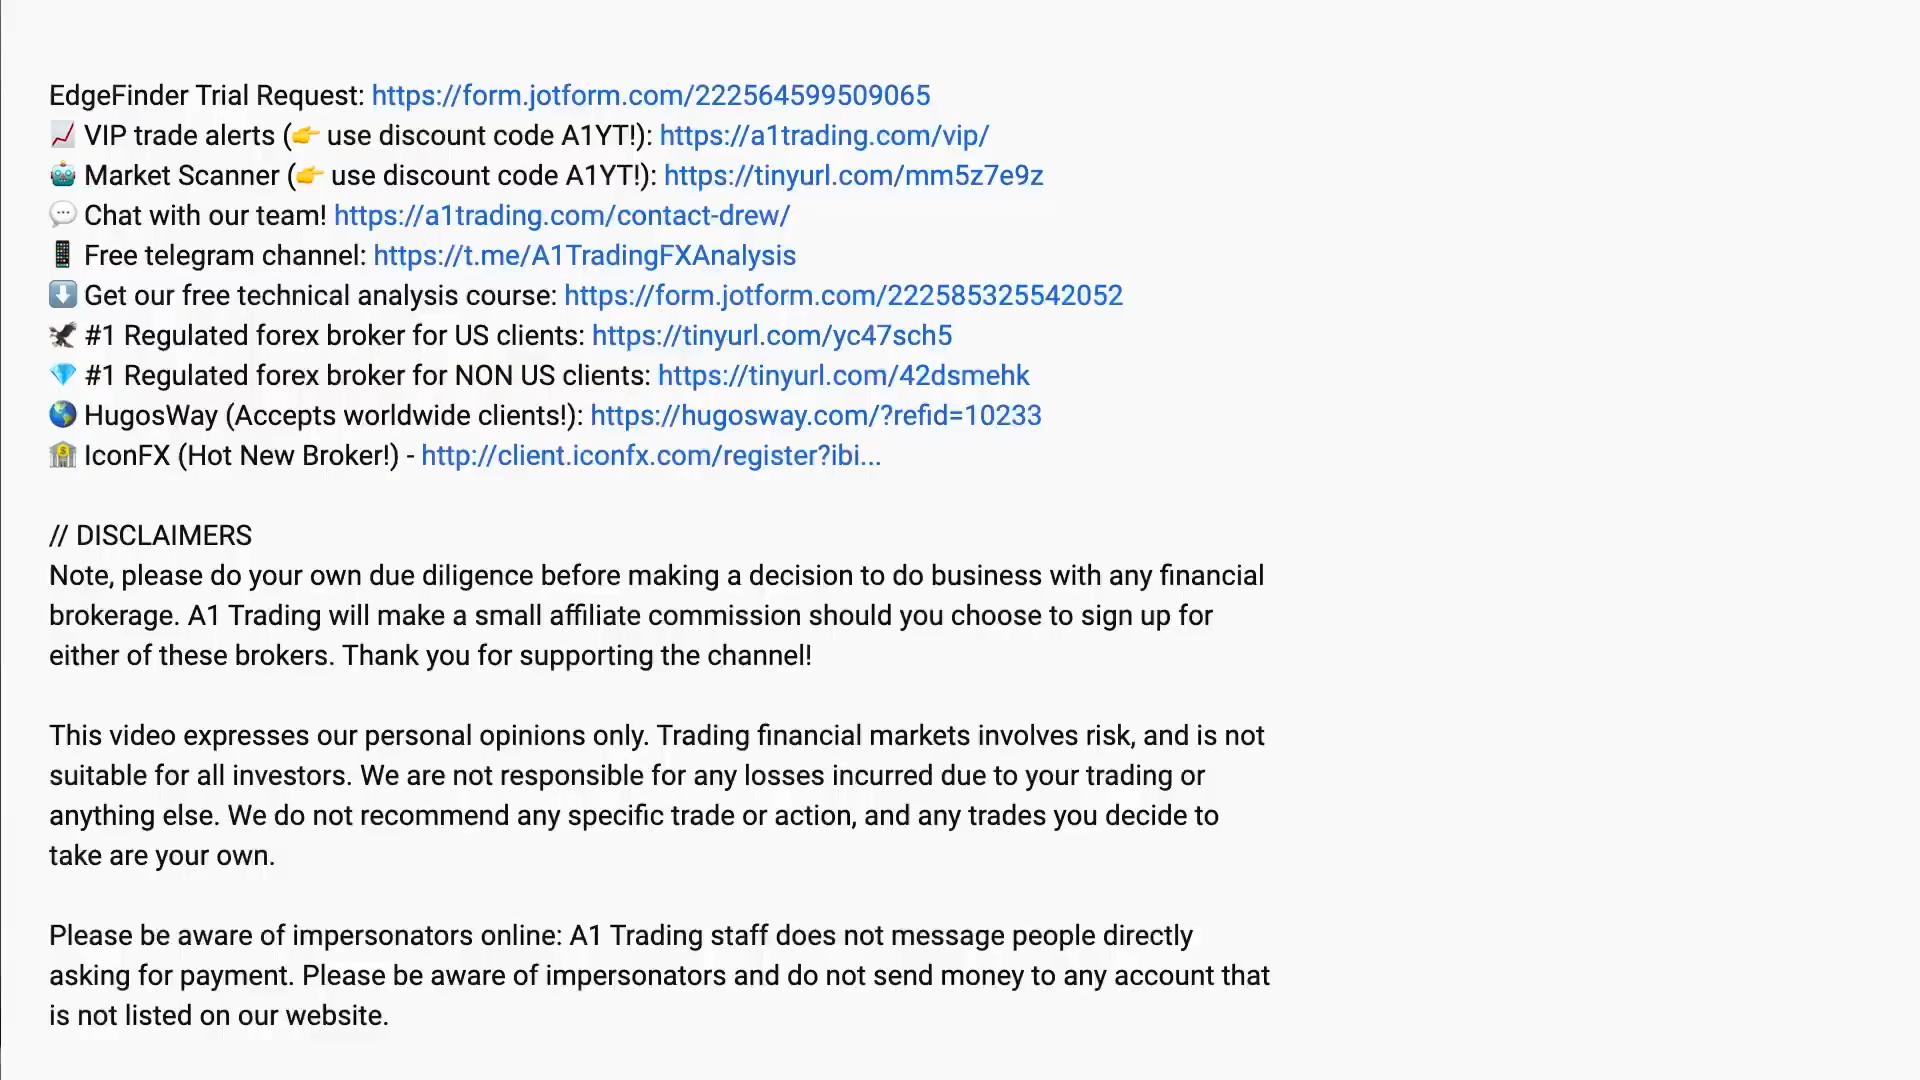 EdgeFinder Trial Request: https://form.jotform.com/222564599509065
📈 VIP trade alerts (👉 use discount code A1YT!): https://a1trading.com/vip/
🤖 Market Scanner (👉 use discount code A1YT!): https://tinyurl.com/mm5z7e9z
💬 Chat with our team! https://a1trading.com/contact-drew/
📱 Free telegram channel: https://t.me/A1TradingFXAnalysis
⬇️ Get our free technical analysis course: https://form.jotform.com/222585325542052
🦅 #1 Regulated forex broker for US clients: https://tinyurl.com/yc47sch5
💎 #1 Regulated forex broker for NON US clients: https://tinyurl.com/42dsmehk
🌎 HugosWay (Accepts worldwide clients!): https://hugosway.com/?refid=10233
🏦 IconFX (Hot New Broker!) - http://client.iconfx.com/register?ibi...
// DISCLAIMERS
Note, please do your own due diligence before making a decision to do business with any financial
brokerage. A1 Trading will make a small affiliate commission should you choose to sign up for
either of these brokers. Thank you for supporting the channel!
This video expresses our personal opinions only. Trading financial markets involves risk, and is not
suitable for all investors. We are not responsible for any losses incurred due to your trading or
anything else. We do not recommend any specific trade or action, and any trades you decide to
take are your own.
Please be aware of impersonators online: A1 Trading staff does not message people directly
asking for payment. Please be aware of impersonators and do not send money to any account that
is not listed on our website.